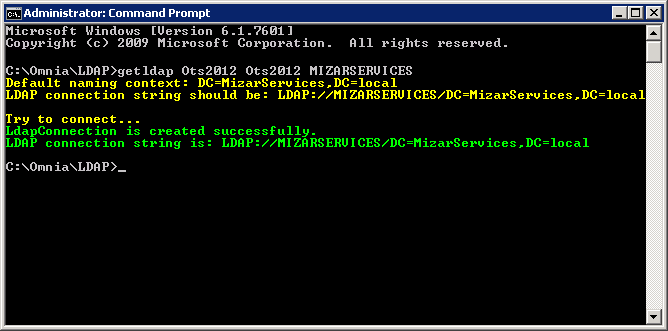 Administrator: Command Prompt
Microsoft Windows [Version 6.1.7601]
Copyright (c) 2009 Microsoft Corporation.  All rights reserved.
C:\Omnia\LDAP>getldap Ots2012 Ots2012 MIZARSERVICES
Default naming context: DC=MizarServices,DC=local
LDAP connection string should be: LDAP://MIZARSERVICES/DC=MizarServices,DC=local
Try to connect...
LdapConnection is created successfully.
LDAP connection string is: LDAP://MIZARSERVICES/DC=MizarServices,DC=local
C:\Omnia\LDAP>_